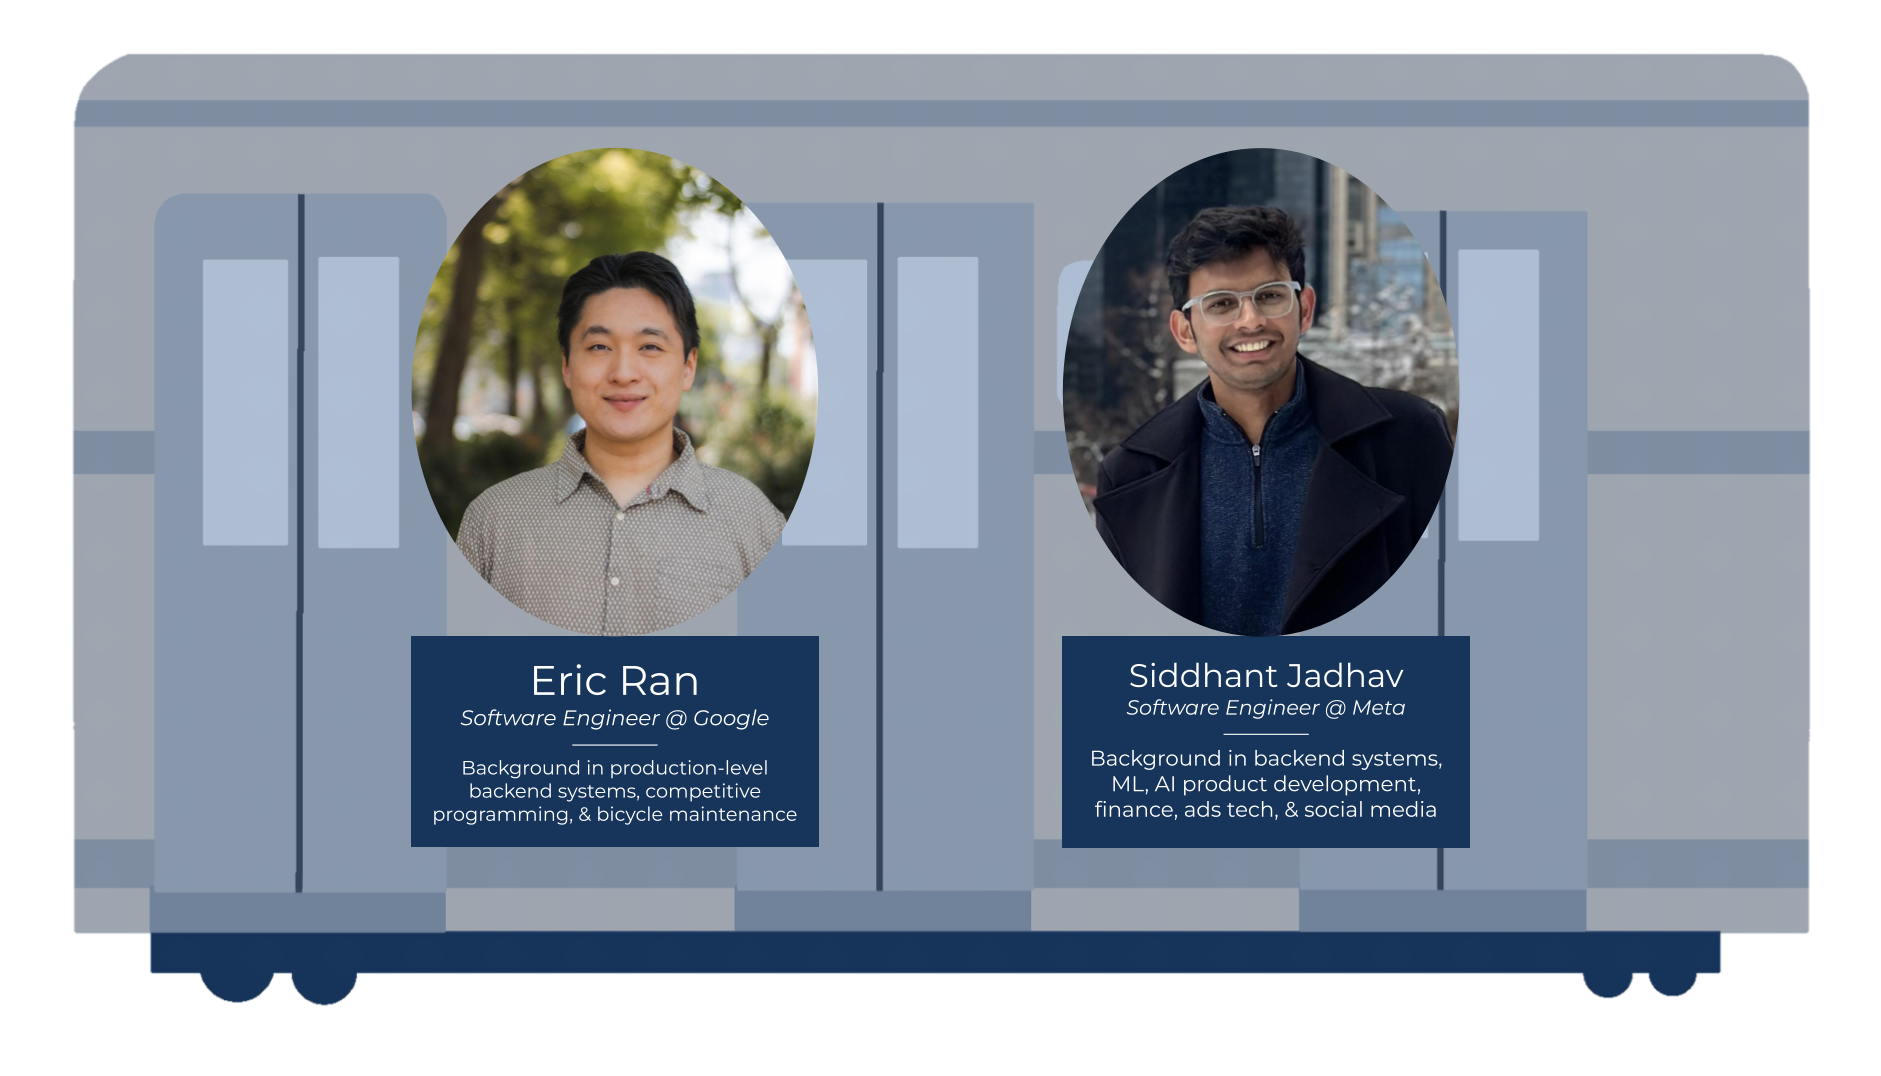 Eric Ran
Software Engineer @ Google
Background in production-level
backend systems, competitive
programming, & bicycle maintenance
Siddhant Jadhav
Software Engineer @ Meta
Background in backend systems,
ML, AI product development,
finance, ads tech, & social media